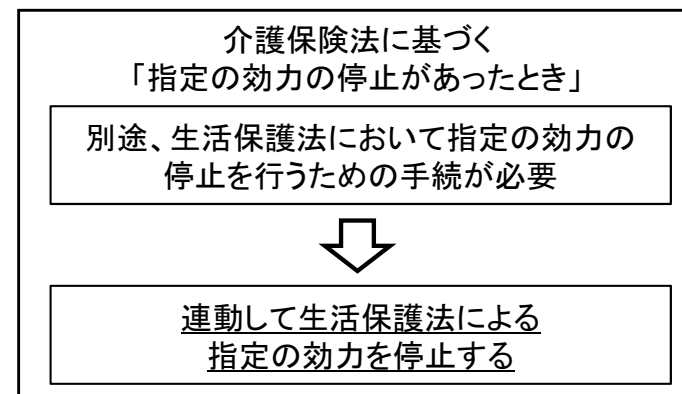 介護保険法に基づく
「指定の効力の停止があったとき」
別途、生活保護法において指定の効力の
停止を行うための手続が必要
連動して生活保護法による
指定の効力を停止する